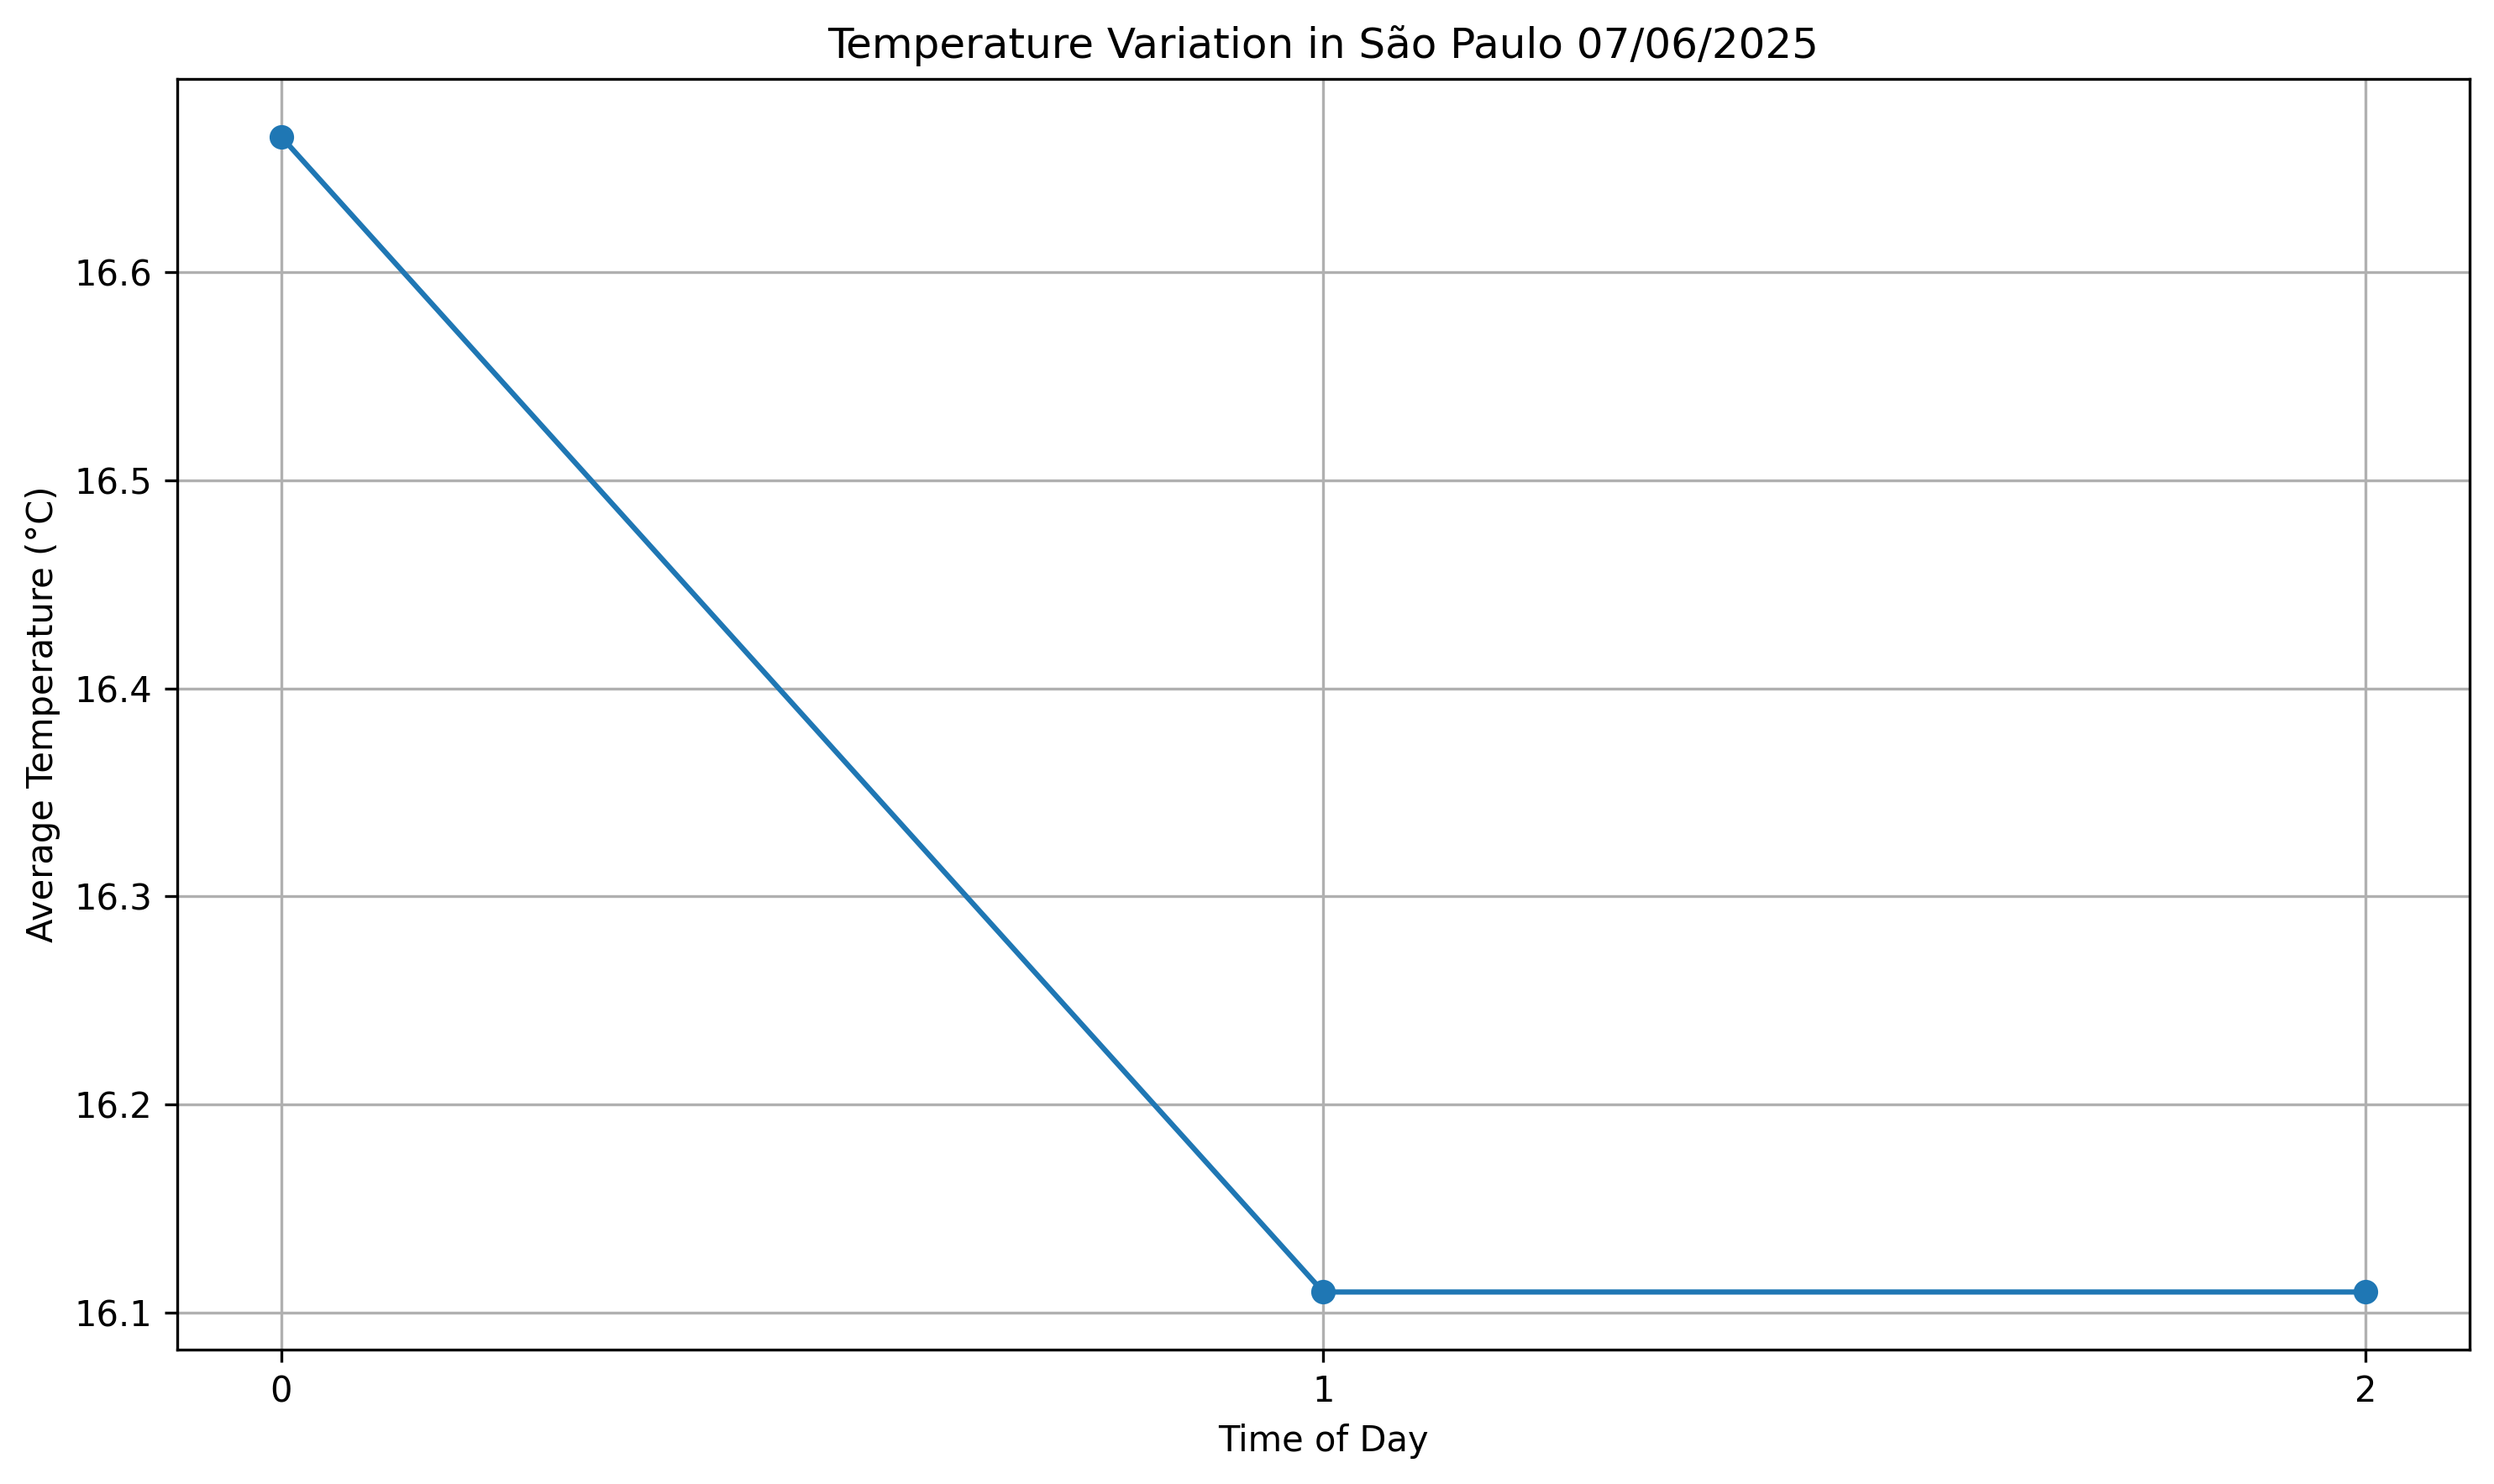 Temperature Variation in São Paulo 07/06/2025
Average Temperature (°C)
16.6
16.5
16.4
16.3
16.2
16.1
0 1 2
Time of Day